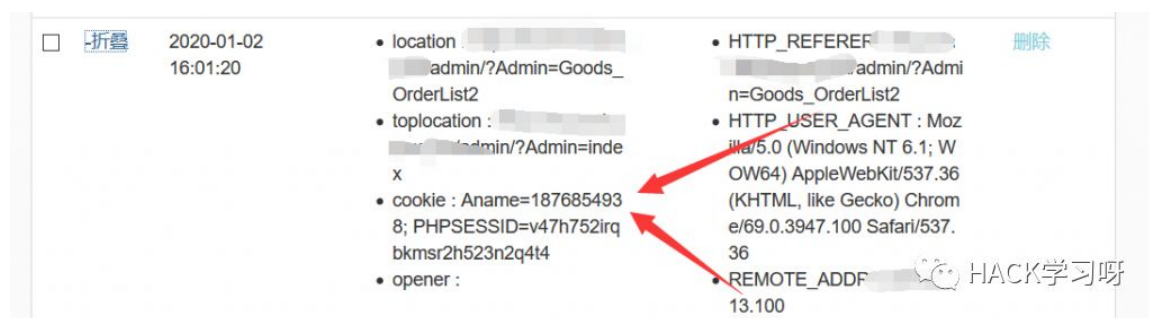 -折叠
2020-01-02
16:01:20
location :
admin/?Admin=Goods_
OrderList2
toplocation :
admin/?Admin=inde
x
cookie : Aname=187685493
8; PHPSESSID=v47h752irq
bkmsr2h523n2q4t4
opener :
HTTP_REFERER :
admin/?Admi
n=Goods_OrderList2
HTTP_USER_AGENT : Moz
illa/5.0 (Windows NT 6.1; W
OW64) AppleWebKit/537.36
(KHTML, like Gecko) Chrom
e/69.0.3947.100 Safari/537.
36
REMOTE_ADDR
13.100
删除
HACK学习呀